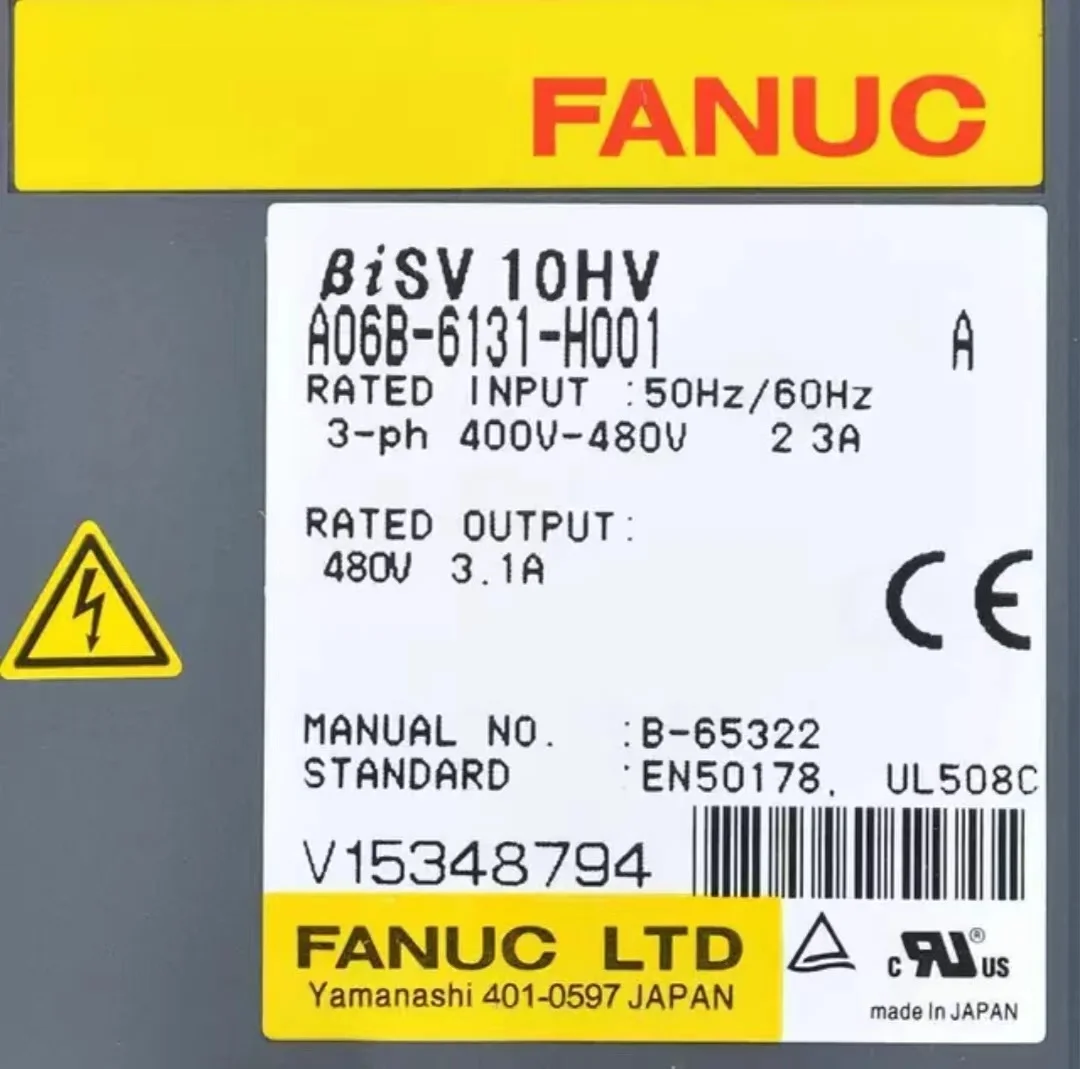 FANUC
βiSV 10HV
A06B-6131-H001 A
RATED INPUT :50Hz/60Hz
3-ph 400V-480V 2 3A
RATED OUTPUT:
480V 3.1A
CE
MANUAL NO. :B-65322
STANDARD :EN50178. UL508C
V15348794
FANUC LTD
Yamanashi 401-0597 JAPAN
c RU ® US
made In JAPAN